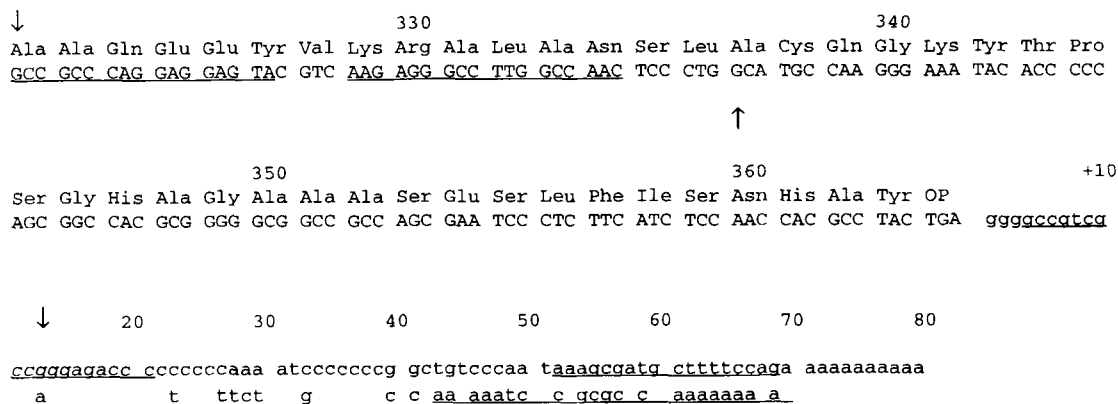 ↓ 330 340
Ala Ala Gln Glu Glu Tyr Val Lys Arg Ala Leu Ala Asn Ser Leu Ala Cys Gln Gly Lys Tyr Thr Pro
GCC GCC CAG GAG GAG TAC GTC AAG AGG GCC TTG GCC AAC TCC CTG GCA TGC CAA GGG AAA TAC ACC CCC
↑
350 360 +10
Ser Gly His Ala Gly Ala Ala Ala Ser Glu Ser Leu Phe Ile Ser Asn His Ala Tyr OP
AGC GGC CAC GCG GGG GCG GCC GCC AGC GAA TCC CTC TTC ATC TCC AAC CAC GCC TAC TGA ggggccgtcg
↓ 20 30 40 50 60 70 80
ccgggagacc cccccccaaa atcccccccg gctgtcccaa taaagcgatg cttttccaga aaaaaaaaaa
a t ttct g c c aa aaatc c gcgc c aaaaaaa a